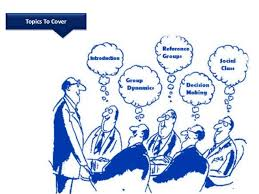 Topics To Cover
Introduction
Group
Dynamics
Reference
Groups
Decision
Making
Social
Class